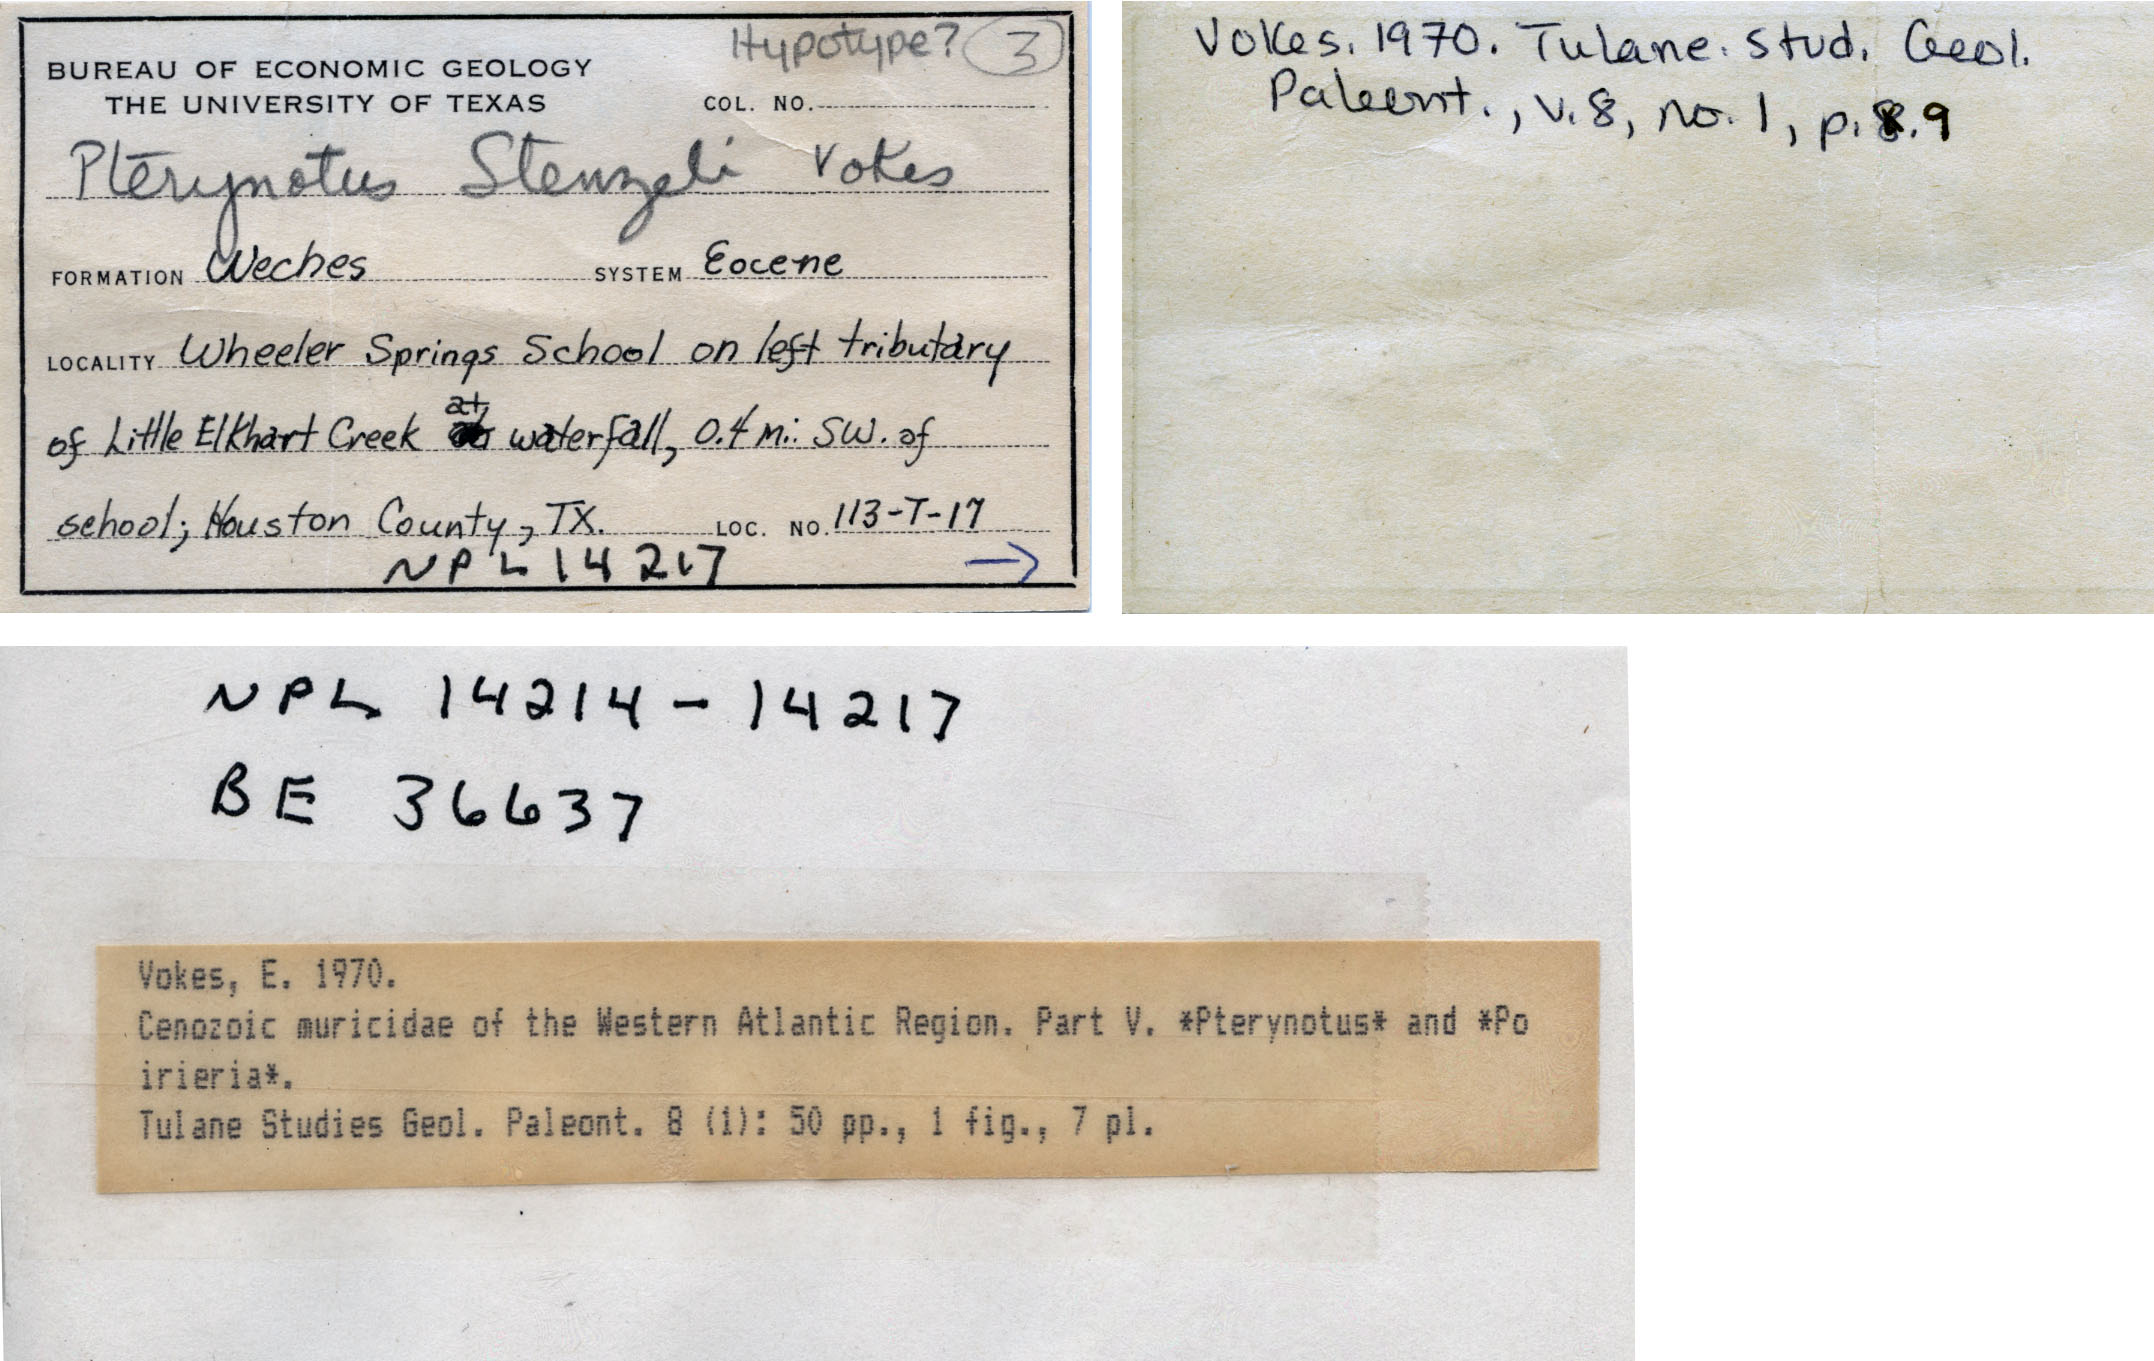 Hypotype? 3
BUREAU OF ECONOMIC GEOLOGY
THE UNIVERSITY OF TEXAS
COL. NO.
Pterynotus Stenzeli Vokes
FORMATION Weches SYSTEM Eocene
LOCALITY Wheeler Springs School on left tributary
of Little Elkhart Creek at waterfall, 0.4 mi. SW. of
school; Houston County, TX. LOC. NO. 113-T-17
NPL 14217 →
Vokes. 1970. Tulane. Stud. Geol.
Paleont., v. 8, no. 1, p. 9
NPL 14214-14217
BE 36637
Vokes, E. 1970.
Cenozoic muricidae of the Western Atlantic Region. Part V. *Pterynotus* and *Po
irieria*.
Tulane Studies Geol. Paleont. 8 (1): 50 pp., 1 fig., 7 pl.